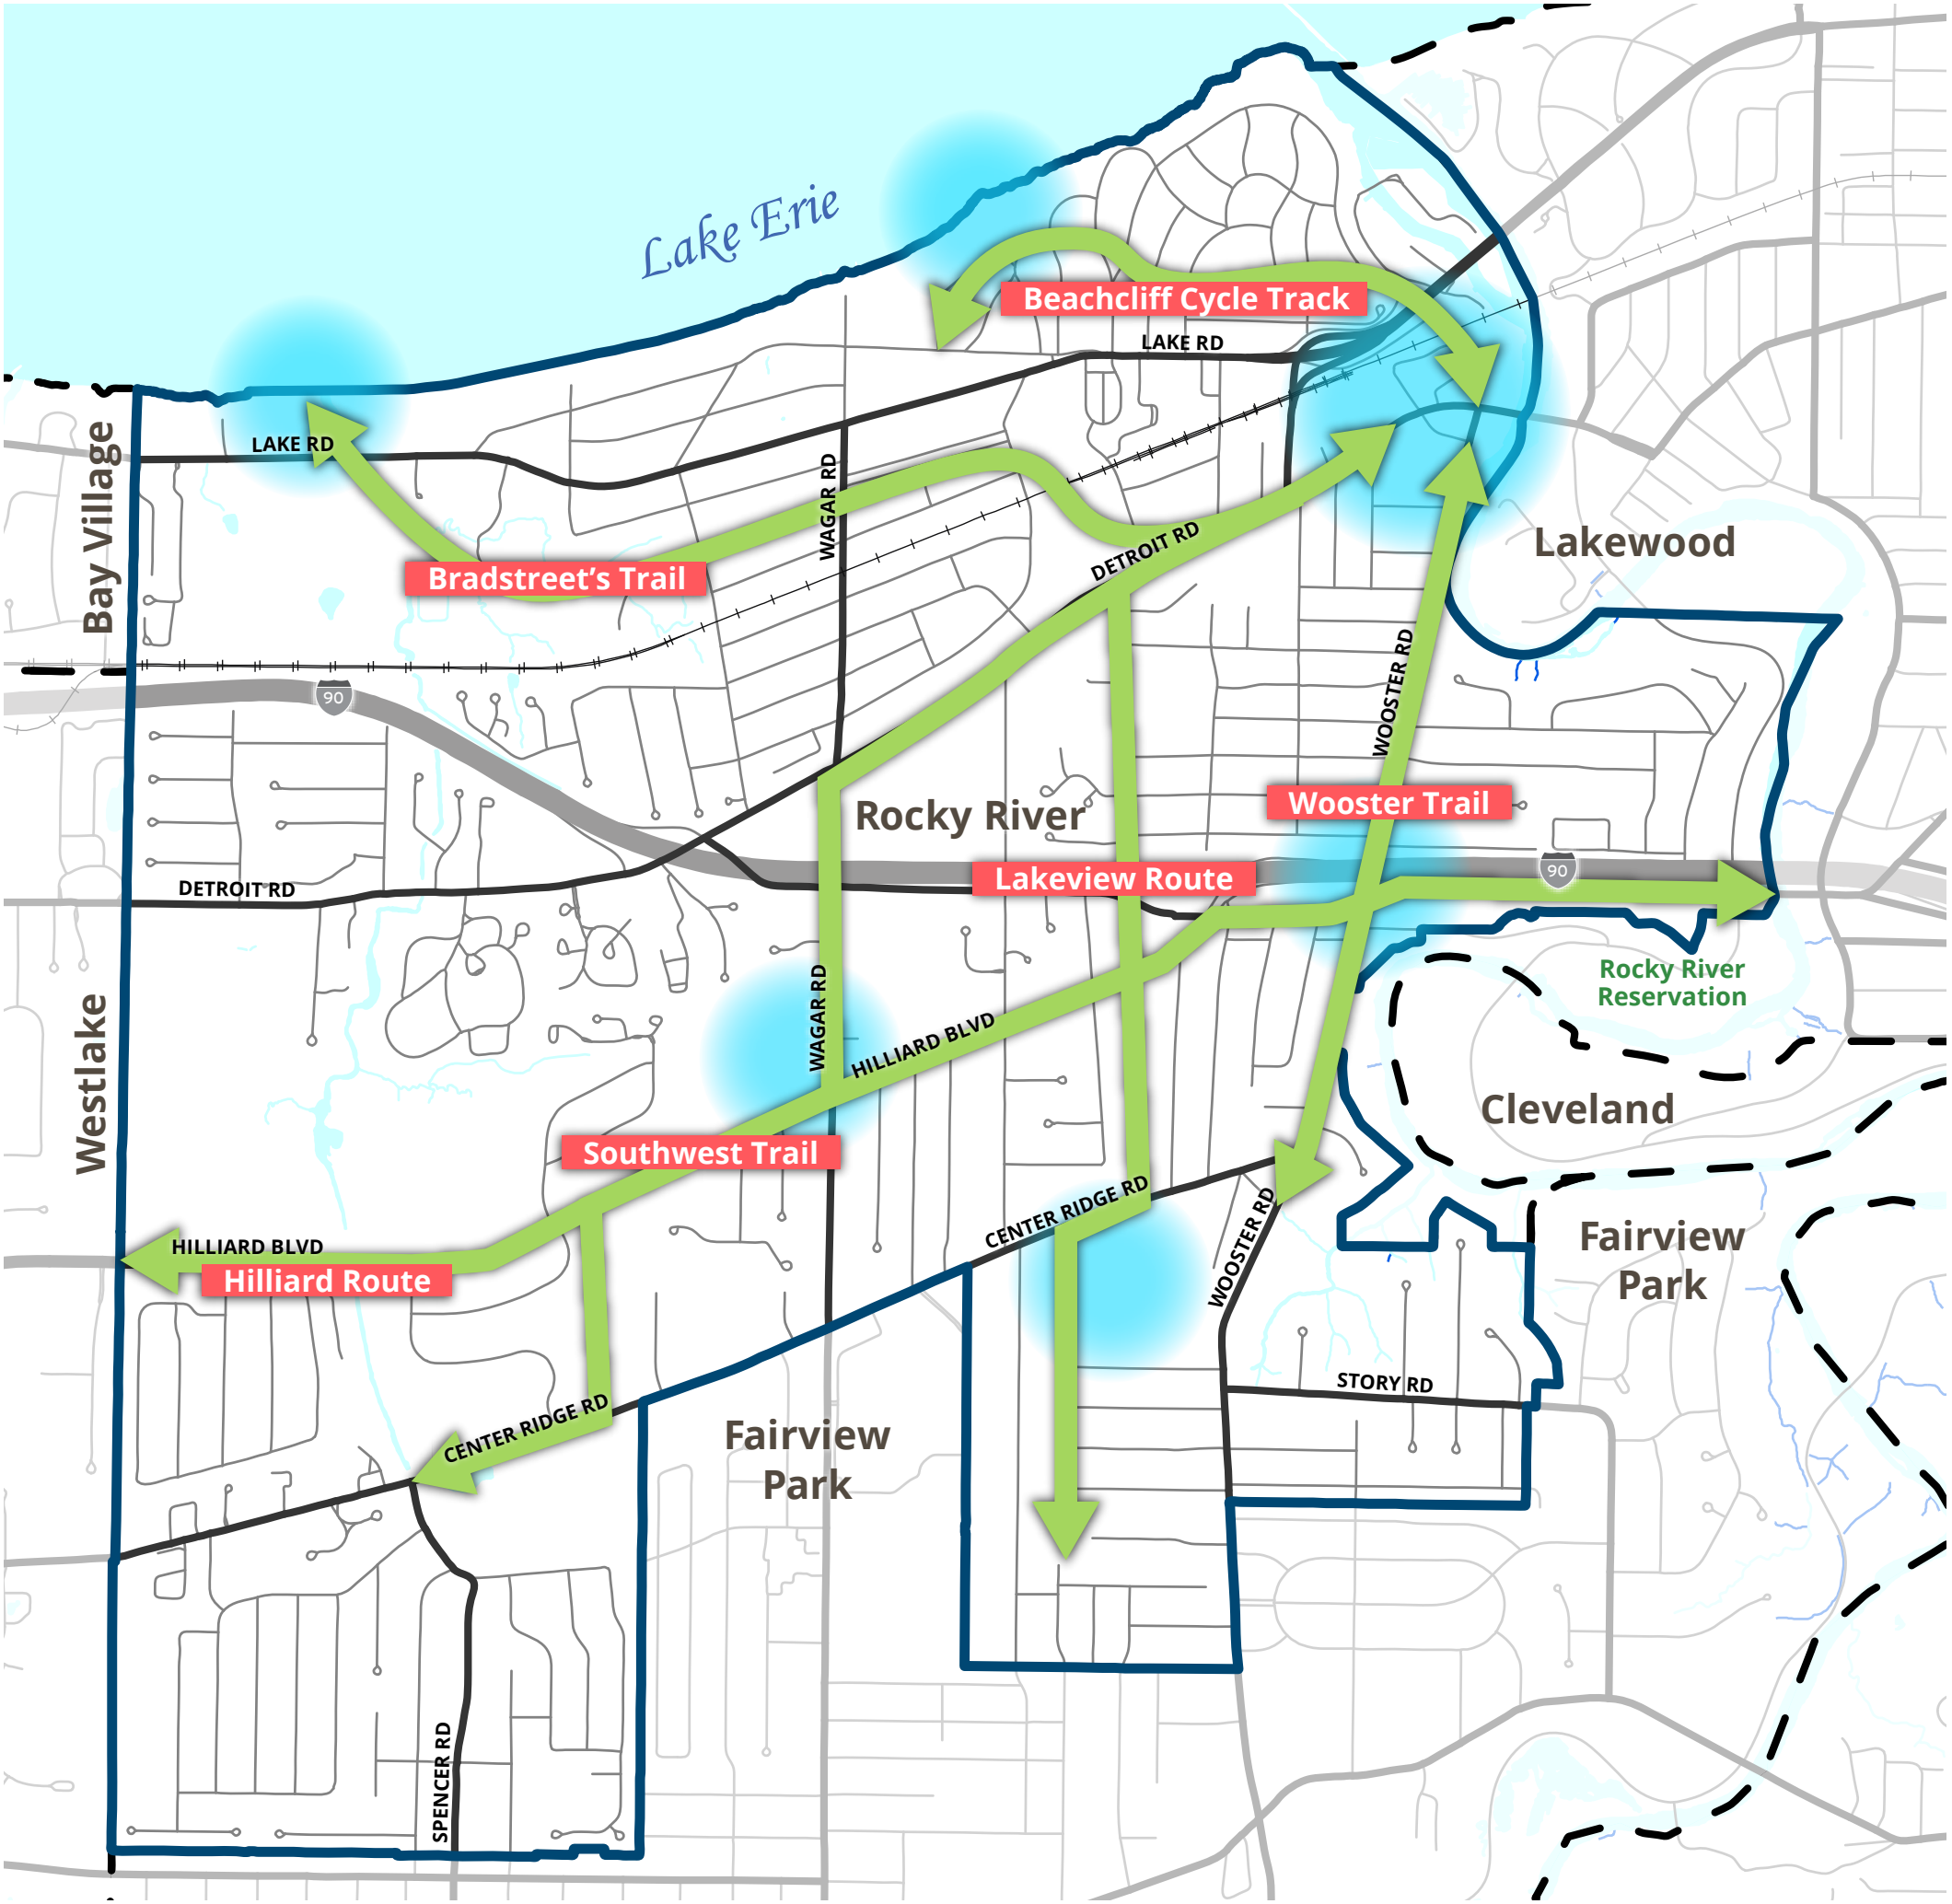 Lake Erie
Beachcliff Cycle Track
LAKE RD
LAKE RD
Bay Village
WAGAR RD
DETROIT RD
Lakewood
Bradstreet's Trail
WOOSTER RD
90
Rocky River
Wooster Trail
Lakeview Route
90
DETROIT RD
Rocky River
Reservation
Westlake
WAGAR RD
HILLIARD BLVD
Cleveland
Southwest Trail
CENTER RIDGE RD
WOOSTER RD
Fairview
Park
HILLIARD BLVD
Hilliard Route
STORY RD
CENTER RIDGE RD
Fairview
Park
SPENCER RD